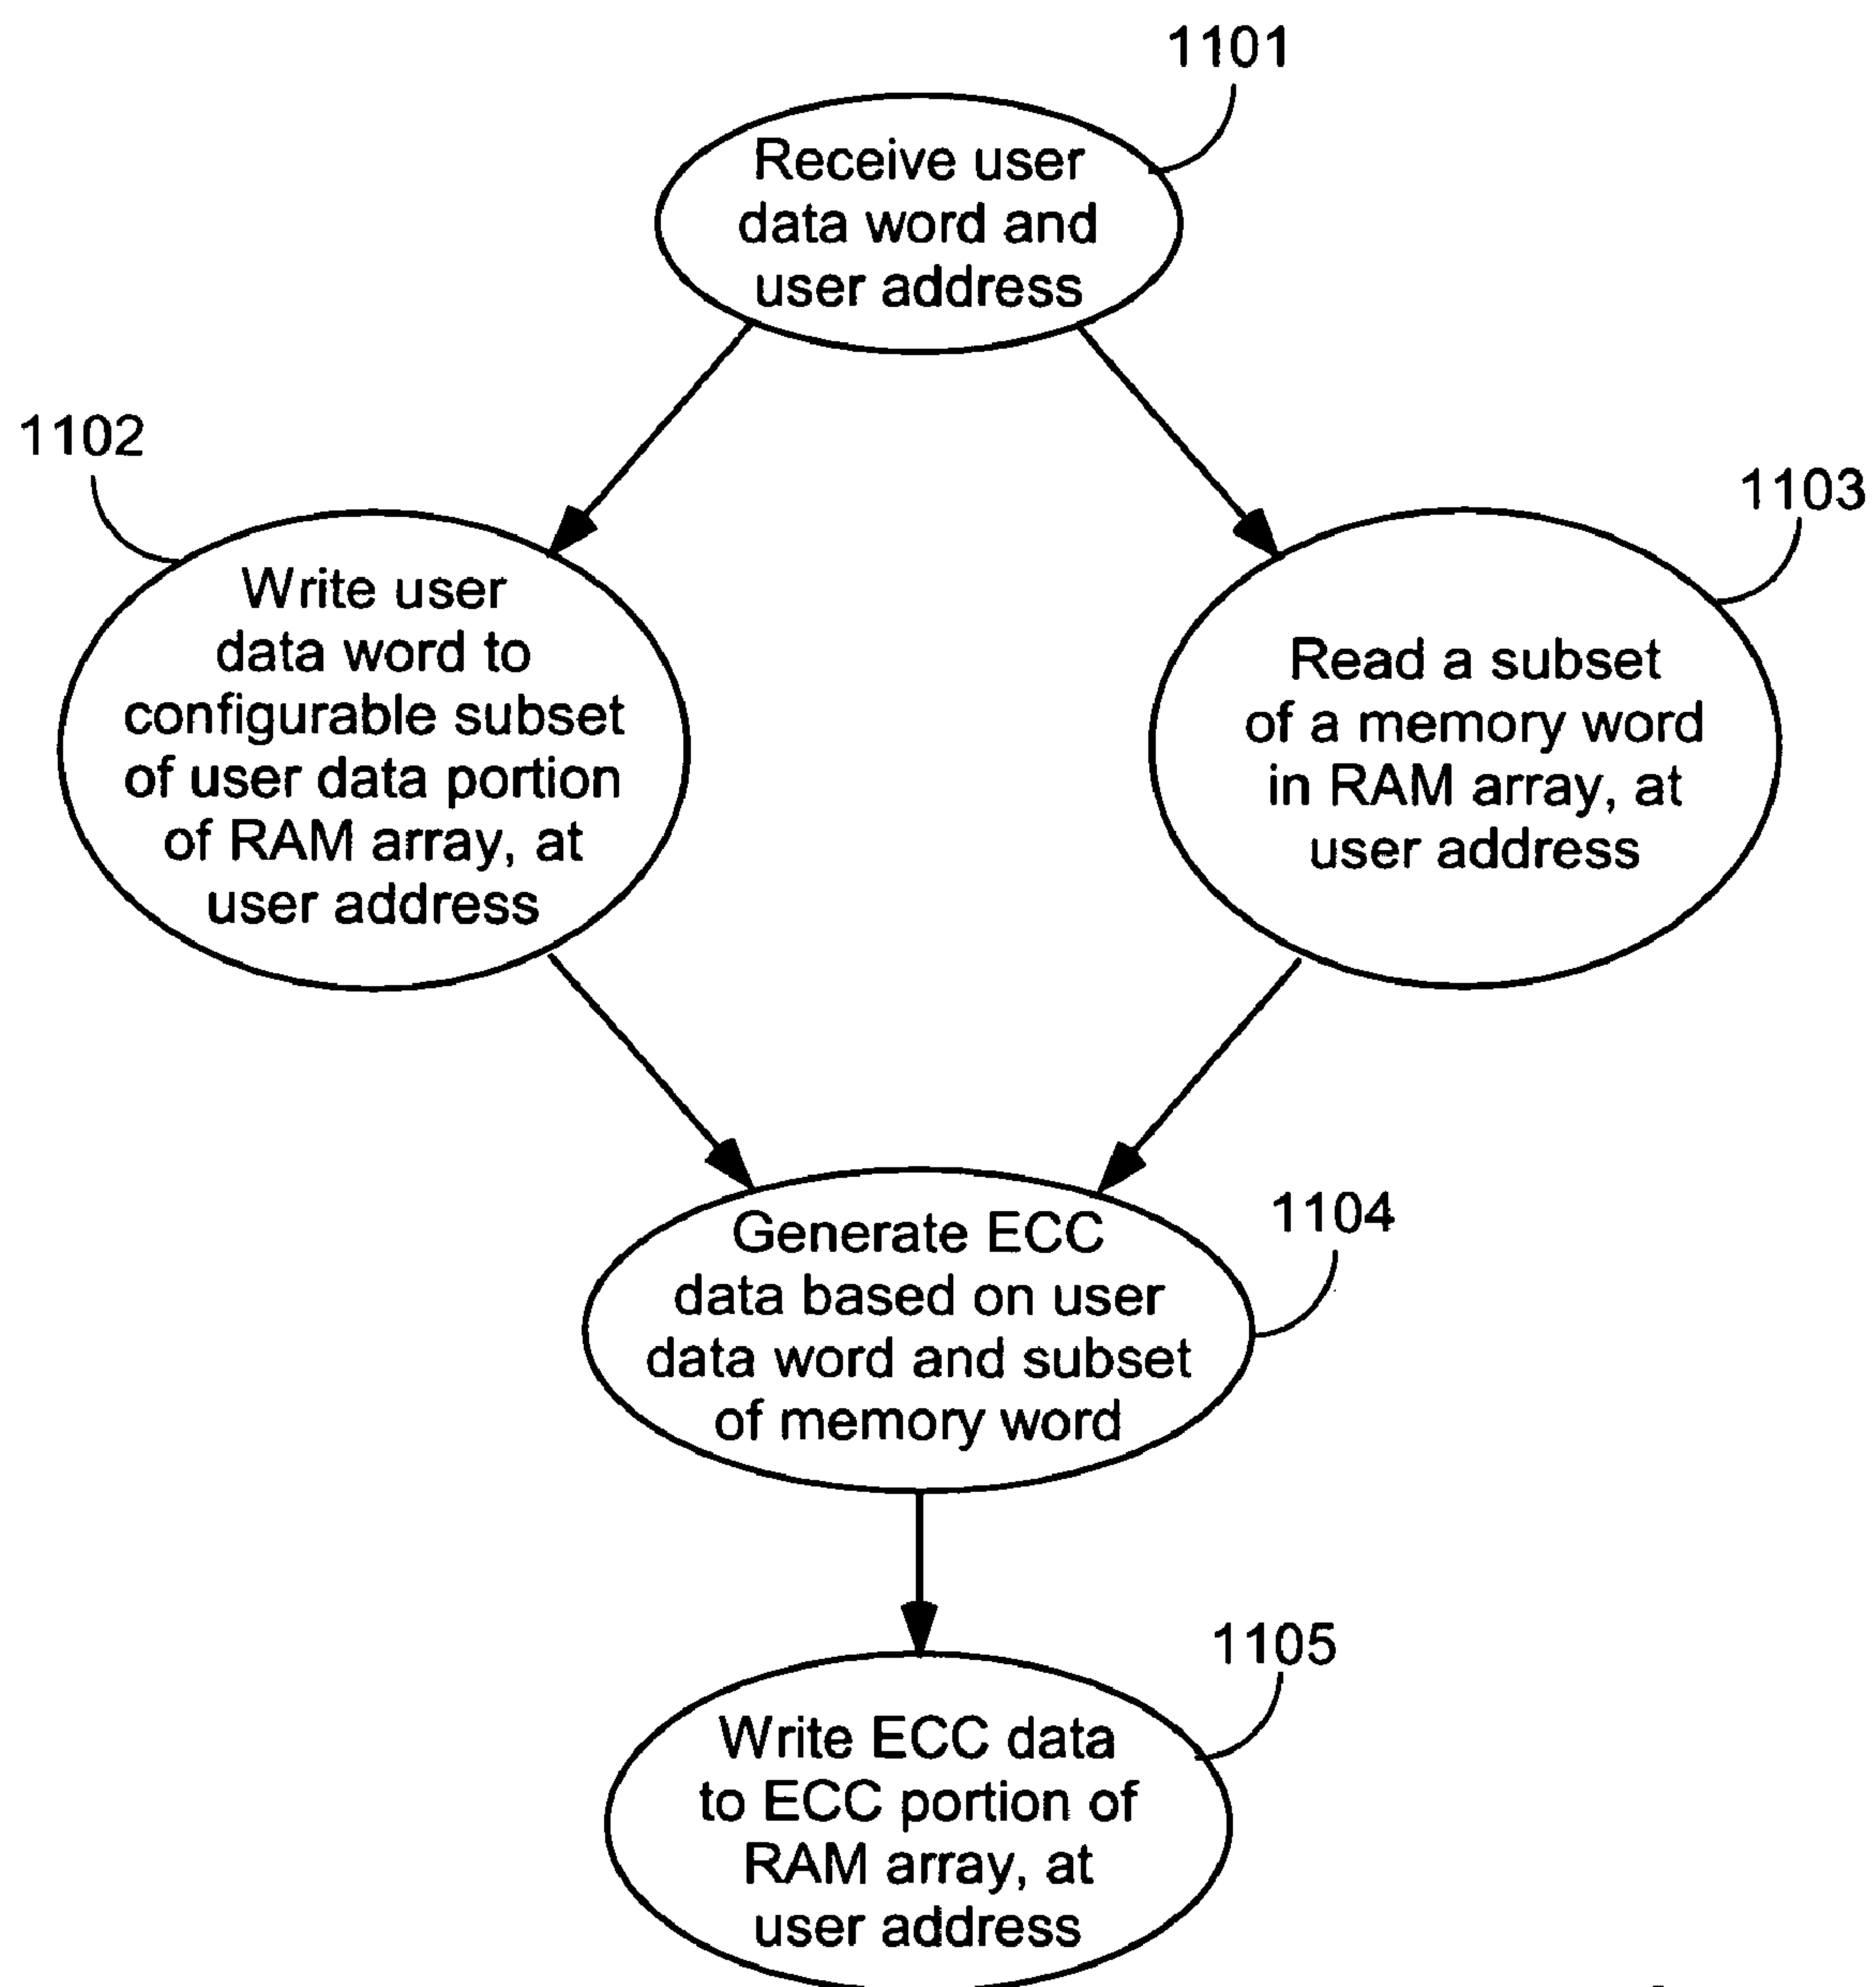 1101
Receive user
data word and
user address
1102
Write user
data word to
configurable subset
of user data portion
of RAM array, at
user address
1103
Read a subset
of a memory word
in RAM array, at
user address
1104
Generate ECC
data based on user
data word and subset
of memory word
1105
Write ECC data
to ECC portion of
RAM array, at
user address